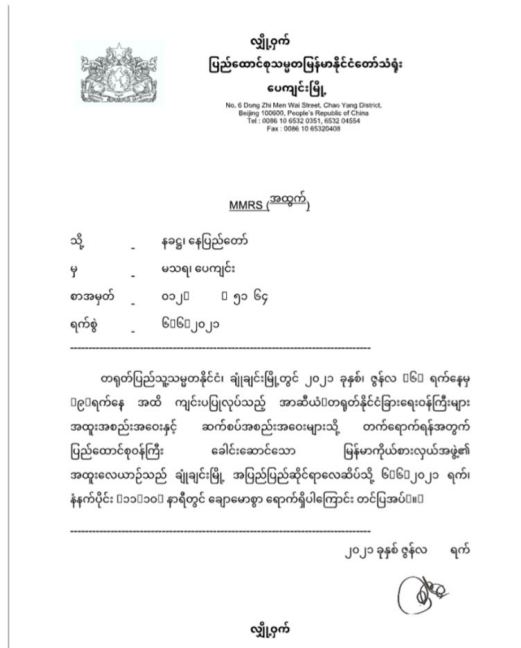 လျှို့ဝှက်
ပြည်ထောင်စုသမ္မတမြန်မာနိုင်ငံတော်သံရုံး
ပေကျင်းမြို့
No. 6 Dong Zhi Men Wai Street, Chao Yang District,
Beijing 100600, People's Republic of China
Tel : 0086 10 6532 0351, 6532 04554
Fax : 0086 10 65320408
MMRS (အထွက်)
သို့ - နခဋ္ဌ၊ နေပြည်တော်
မှ - မသရ၊ ပေကျင်း
စာအမှတ် - ၀၁၂▯ ▯ ၅၁ ၆၄
ရက်စွဲ - ၆▯၆▯၂၀၂၁
တရုတ်ပြည်သူ့သမ္မတနိုင်ငံ၊ ချုံချင်းမြို့တွင် ၂၀၂၁ ခုနှစ်၊ ဇွန်လ ▯၆▯ ရက်နေ့မှ
▯၉▯ရက်နေ့ အထိ ကျင်းပပြုလုပ်သည့် အာဆီယံ▯တရုတ်နိုင်ငံခြားရေးဝန်ကြီးများ
အထူးအစည်းအဝေးနှင့် ဆက်စပ်အစည်းအဝေးများသို့ တက်ရောက်ရန်အတွက်
ပြည်ထောင်စုဝန်ကြီး ခေါင်းဆောင်သော မြန်မာကိုယ်စားလှယ်အဖွဲ့၏
အထူးလေယာဉ်သည် ချုံချင်းမြို့ အပြည်ပြည်ဆိုင်ရာလေဆိပ်သို့ ၆▯၆▯၂၀၂၁ ရက်၊
နံနက်ပိုင်း ▯၁၁▯၁၀▯ နာရီတွင် ချောမောစွာ ရောက်ရှိပါကြောင်း တင်ပြအပ်▯။▯
၂၀၂၁ ခုနှစ် ဇွန်လ ရက်
လျှို့ဝှက်